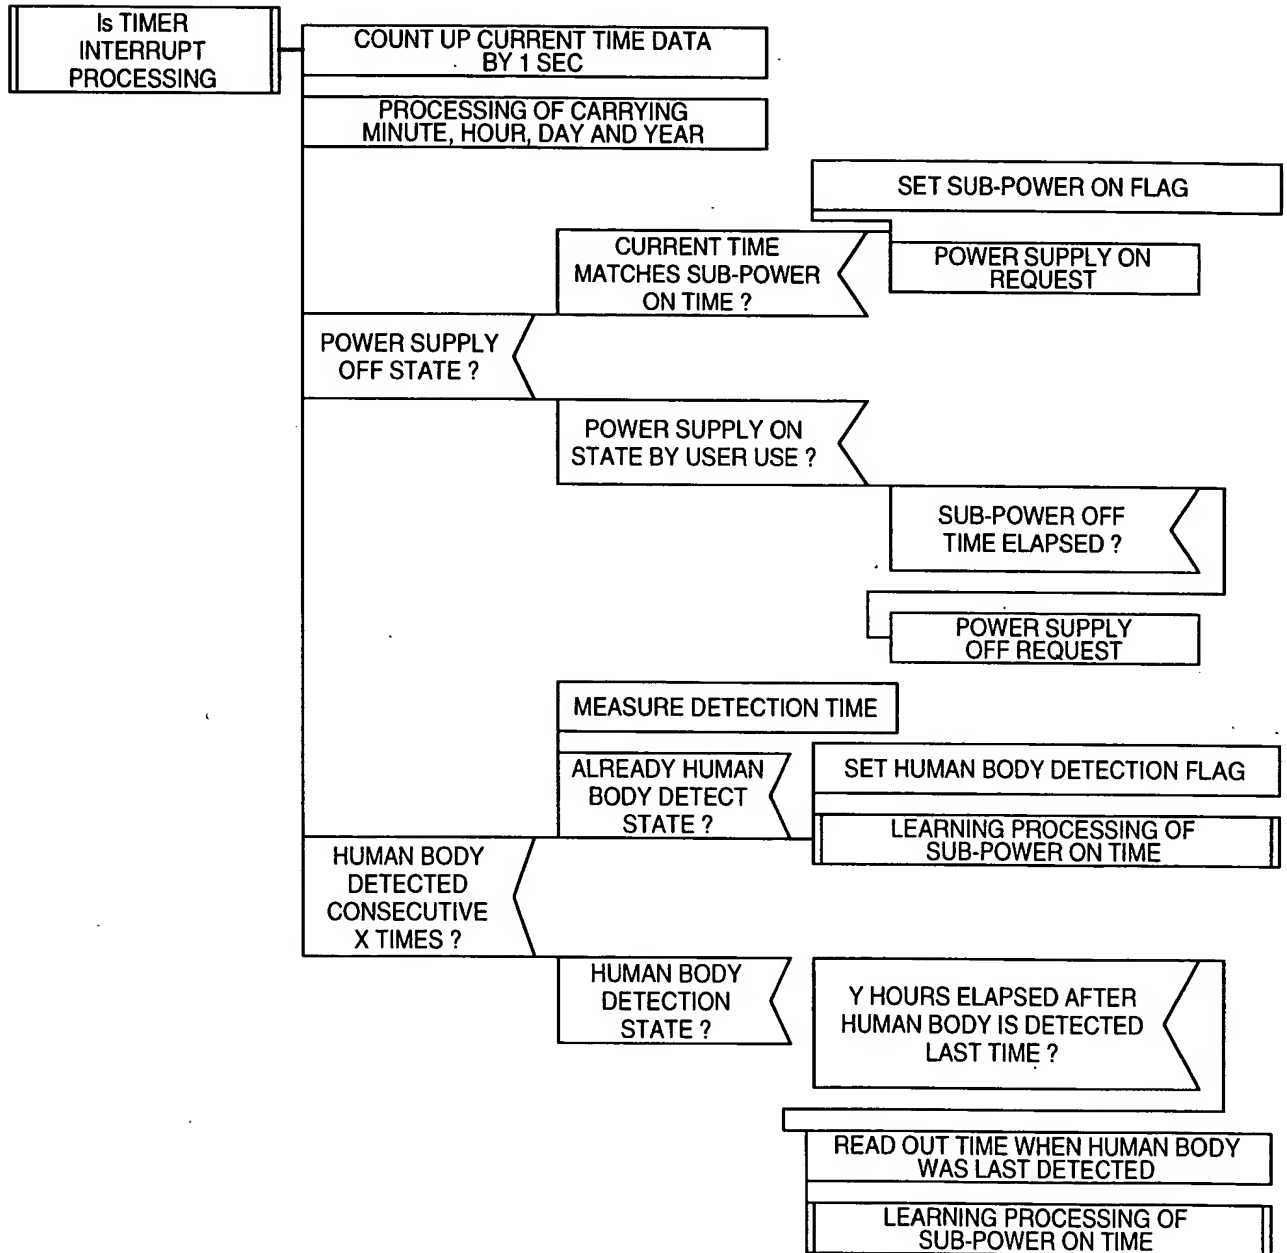 Is TIMER
INTERRUPT
PROCESSING
COUNT UP CURRENT TIME DATA
BY 1 SEC
PROCESSING OF CARRYING
MINUTE, HOUR, DAY AND YEAR
SET SUB-POWER ON FLAG
CURRENT TIME
MATCHES SUB-POWER
ON TIME ?
POWER SUPPLY ON
REQUEST
POWER SUPPLY
OFF STATE ?
POWER SUPPLY ON
STATE BY USER USE ?
SUB-POWER OFF
TIME ELAPSED ?
POWER SUPPLY
OFF REQUEST
MEASURE DETECTION TIME
ALREADY HUMAN
BODY DETECT
STATE ?
SET HUMAN BODY DETECTION FLAG
LEARNING PROCESSING OF
SUB-POWER ON TIME
HUMAN BODY
DETECTED
CONSECUTIVE
X TIMES ?
HUMAN BODY
DETECTION
STATE ?
Y HOURS ELAPSED AFTER
HUMAN BODY IS DETECTED
LAST TIME ?
READ OUT TIME WHEN HUMAN BODY
WAS LAST DETECTED
LEARNING PROCESSING OF
SUB-POWER ON TIME